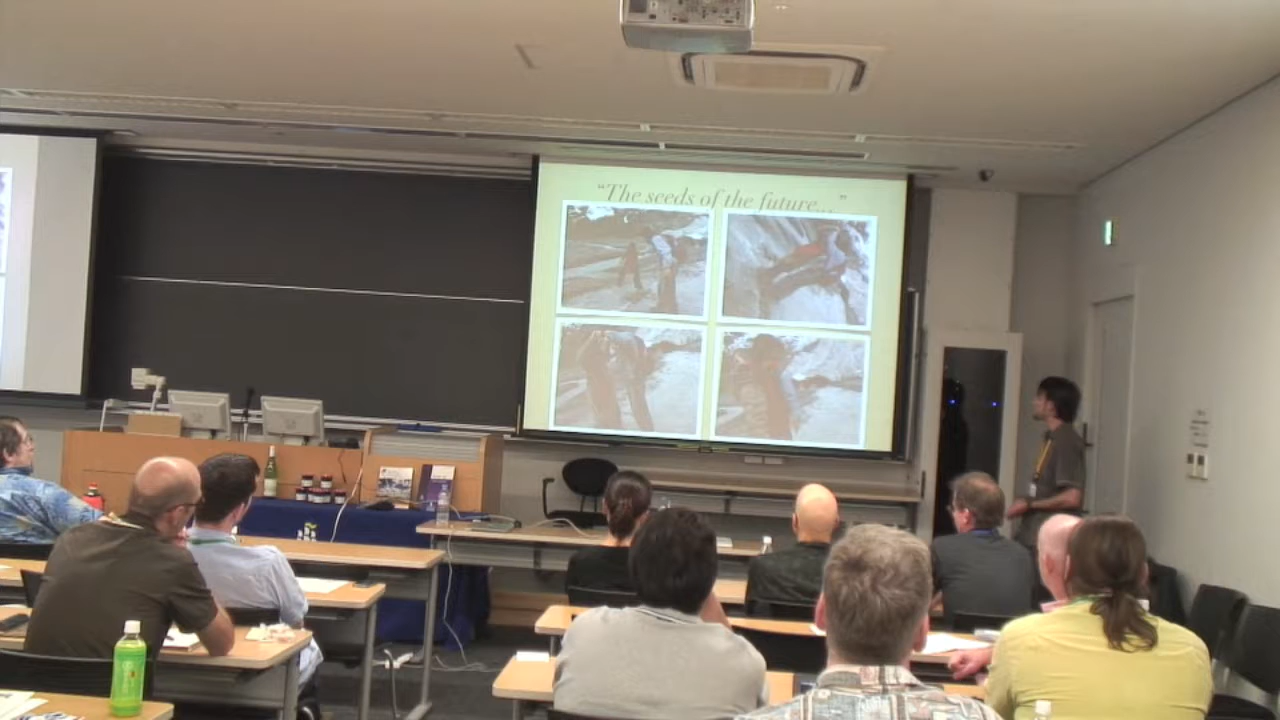 “The seeds of the future...”